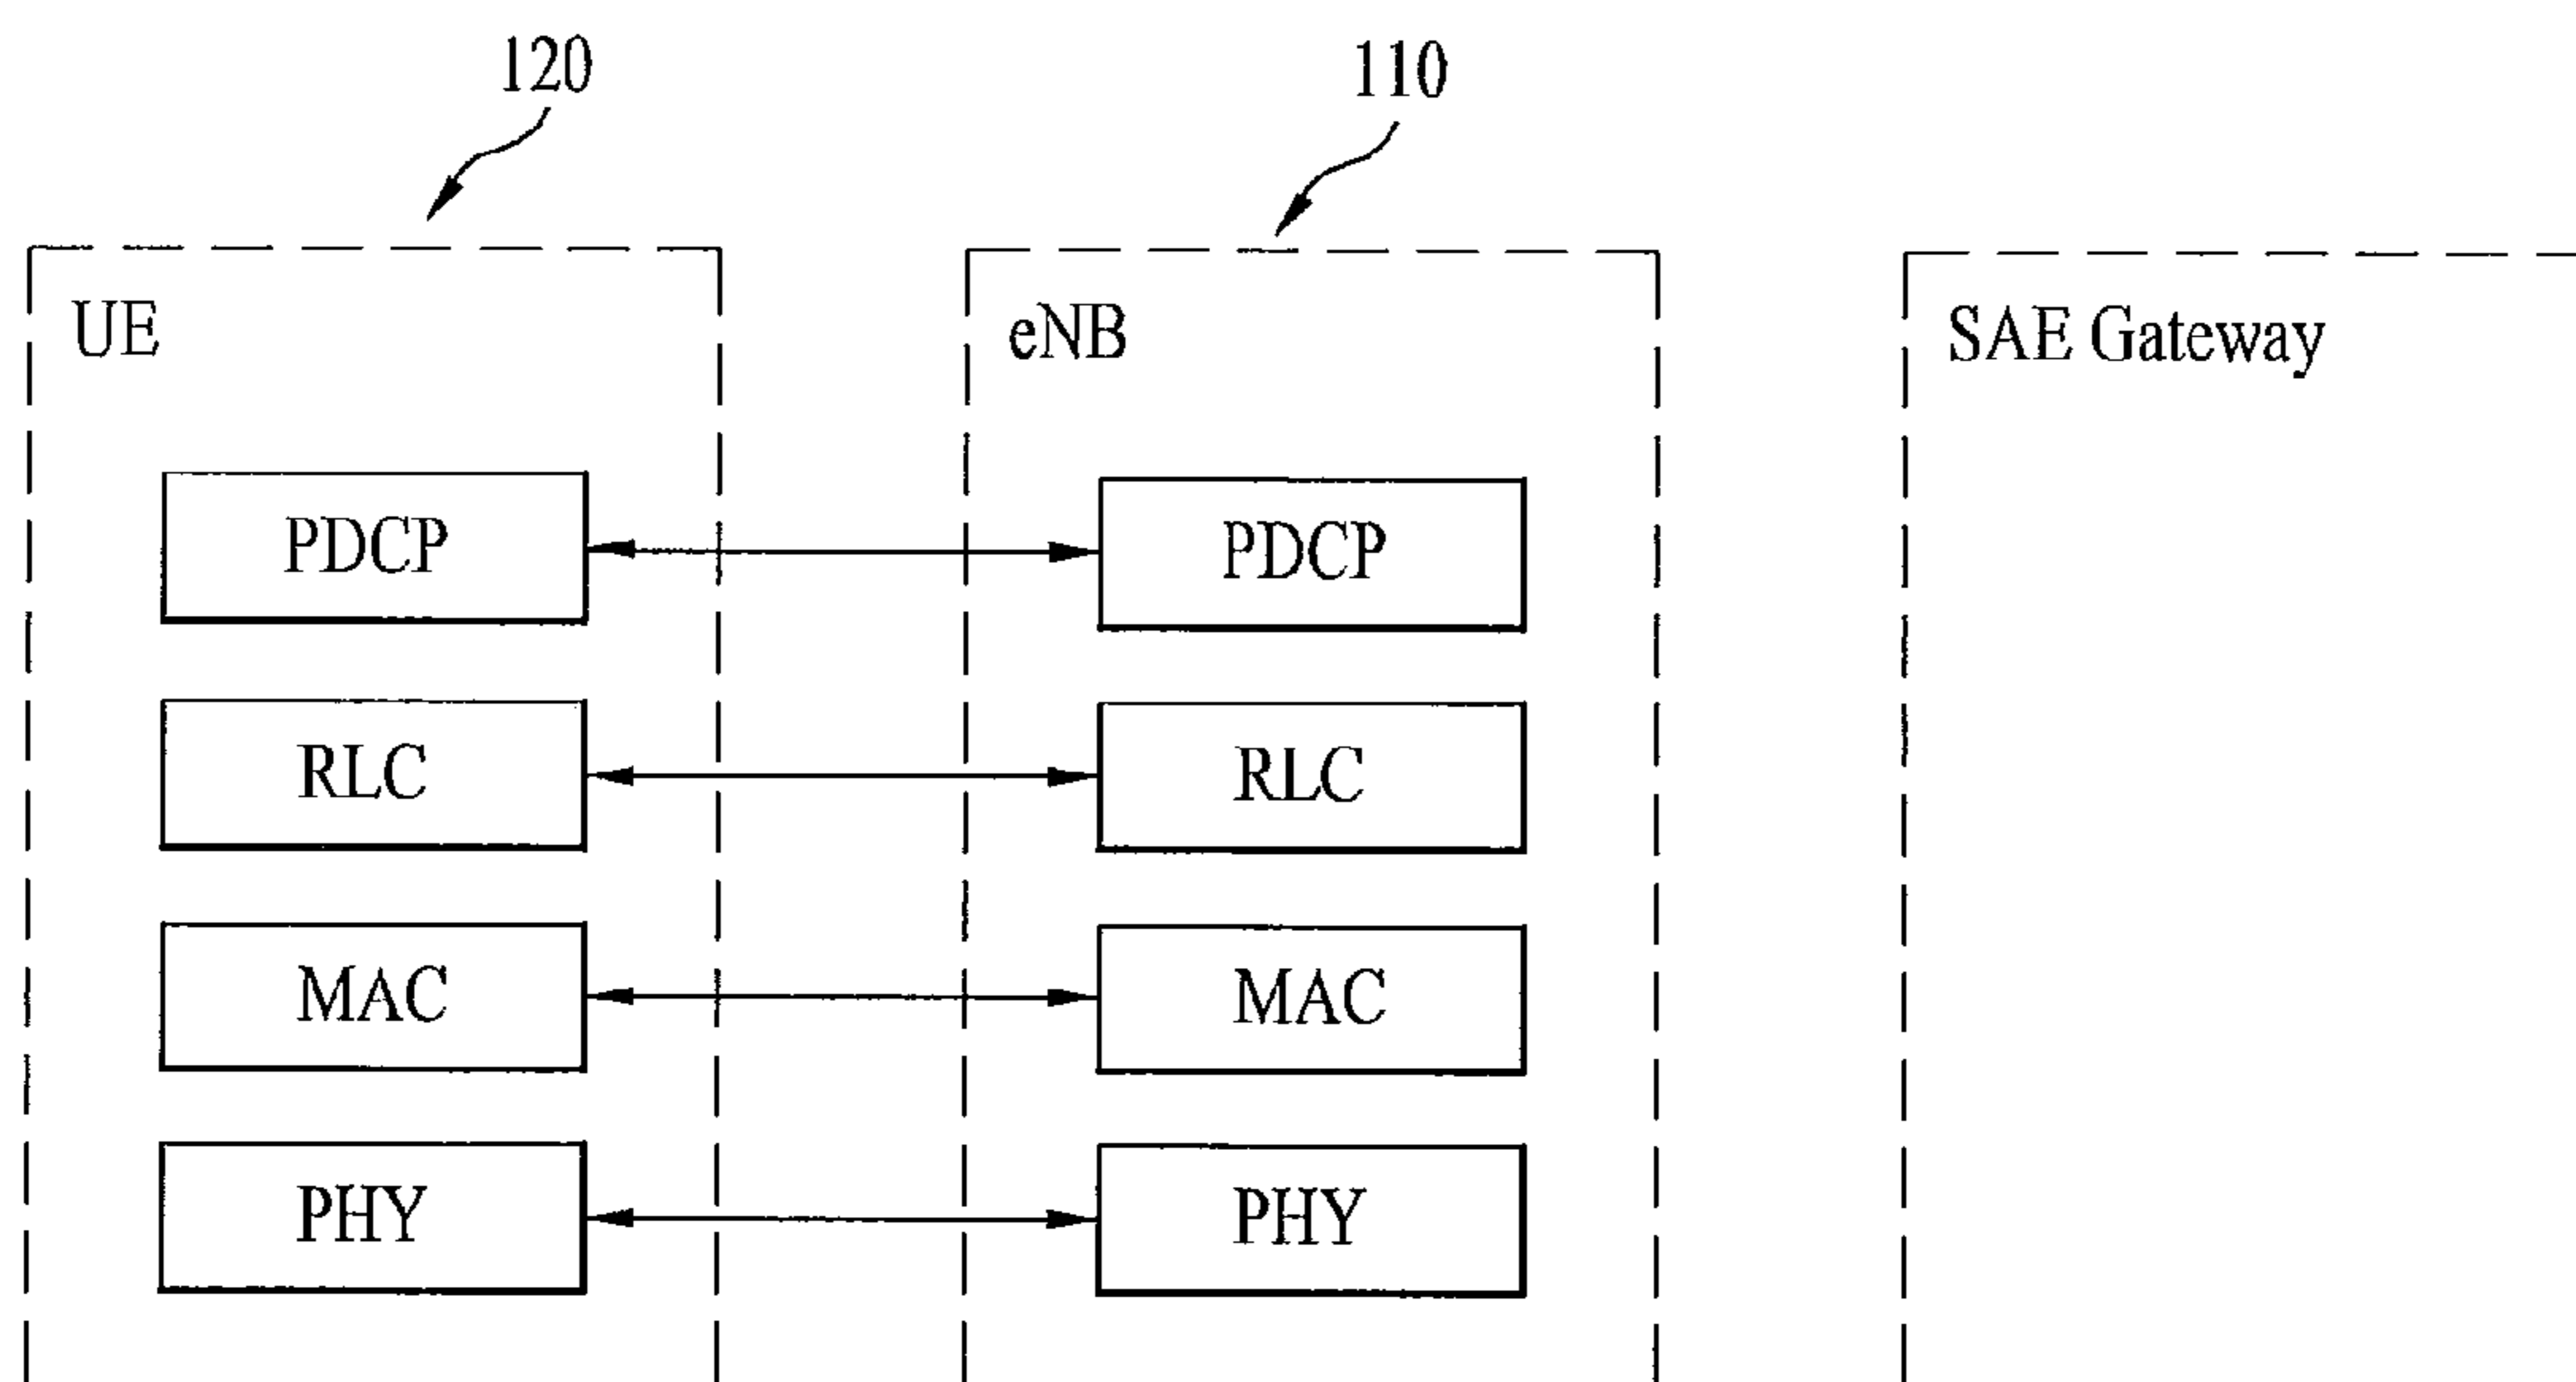 120
110
UE
eNB
SAE Gateway
PDCP
PDCP
RLC
RLC
MAC
MAC
PHY
PHY